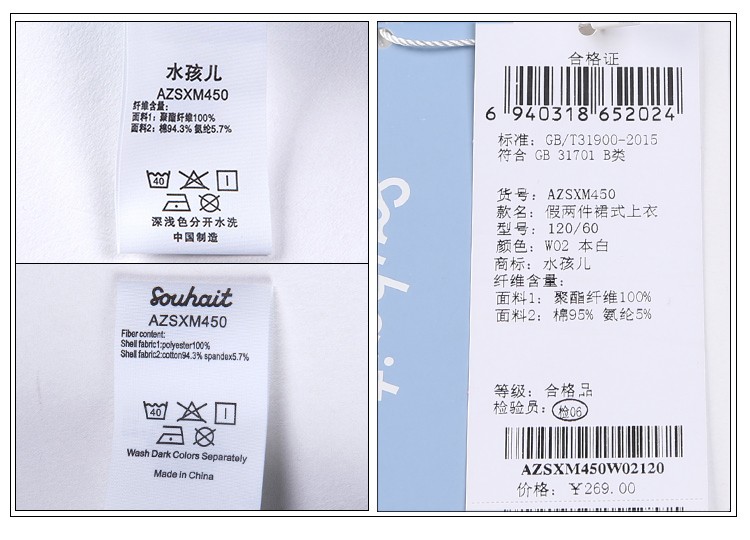 水孩儿
AZSXM450
纤维含量:
面料1: 聚酯纤维100%
面料2: 棉94.3% 氨纶5.7%
40
深浅色分开水洗
中国制造
Souhait
AZSXM450
Fiber content:
Shell fabric1:polyester100%
Shell fabric2:cotton94.3% spandex5.7%
40
Wash Dark Colors Separately
Made in China
Souhait
合格证
6 940318 652024
标准: GB/T31900-2015
符合 GB 31701 B类
货号: AZSXM450
款名: 假两件裙式上衣
型号: 120/60
颜色: W02 本白
商标: 水孩儿
纤维含量:
面料1: 聚酯纤维100%
面料2: 棉95% 氨纶5%
等级: 合格品
检验员: 检06
AZSXM450W02120
价格: ¥269.00